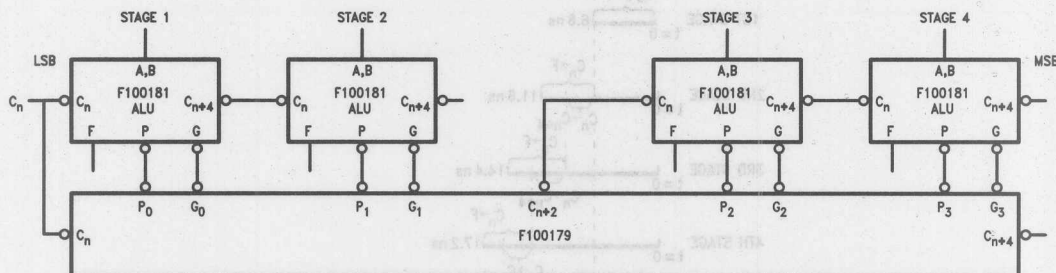 STAGE 1 STAGE 2 STAGE 3 STAGE 4
LSB MSB
A,B A,B A,B A,B
Cn Cn F100181 Cn+4 Cn F100181 Cn+4 Cn F100181 Cn+4 Cn F100181 Cn+4
ALU ALU ALU ALU
F P G F P G F P G F P G
P0 G0 P1 G1 Cn+2 P2 G2 P3 G3
Cn F100179 Cn+4